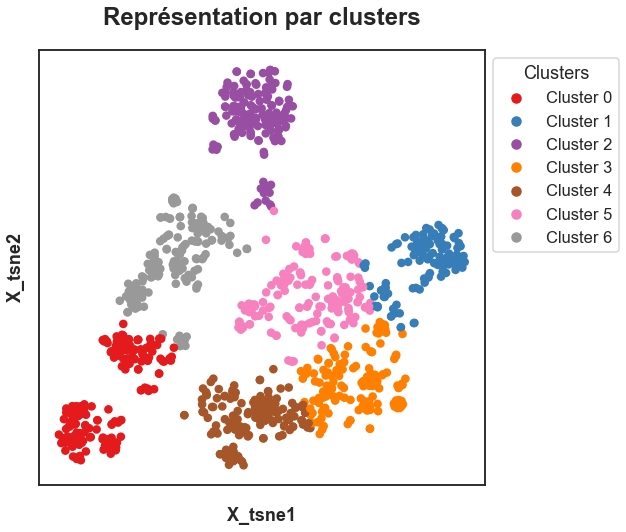 Représentation par clusters
X_tsne2
X_tsne1
Clusters
Cluster 0
Cluster 1
Cluster 2
Cluster 3
Cluster 4
Cluster 5
Cluster 6